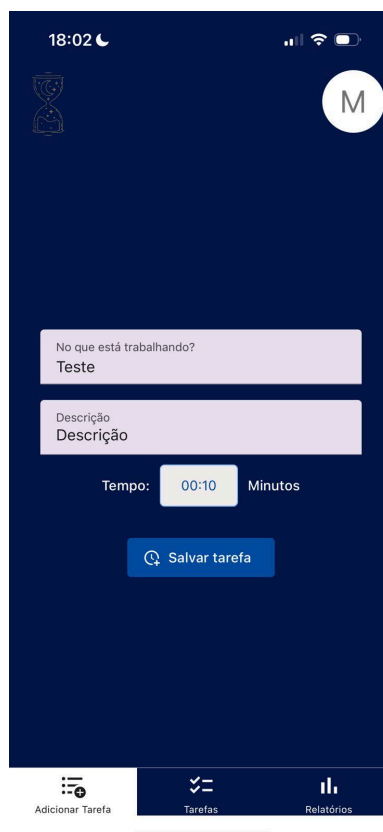 18:02
M
No que está trabalhando?
Teste
Descrição
Descrição
Tempo: 00:10 Minutos
Salvar tarefa
Adicionar Tarefa Tarefas Relatórios